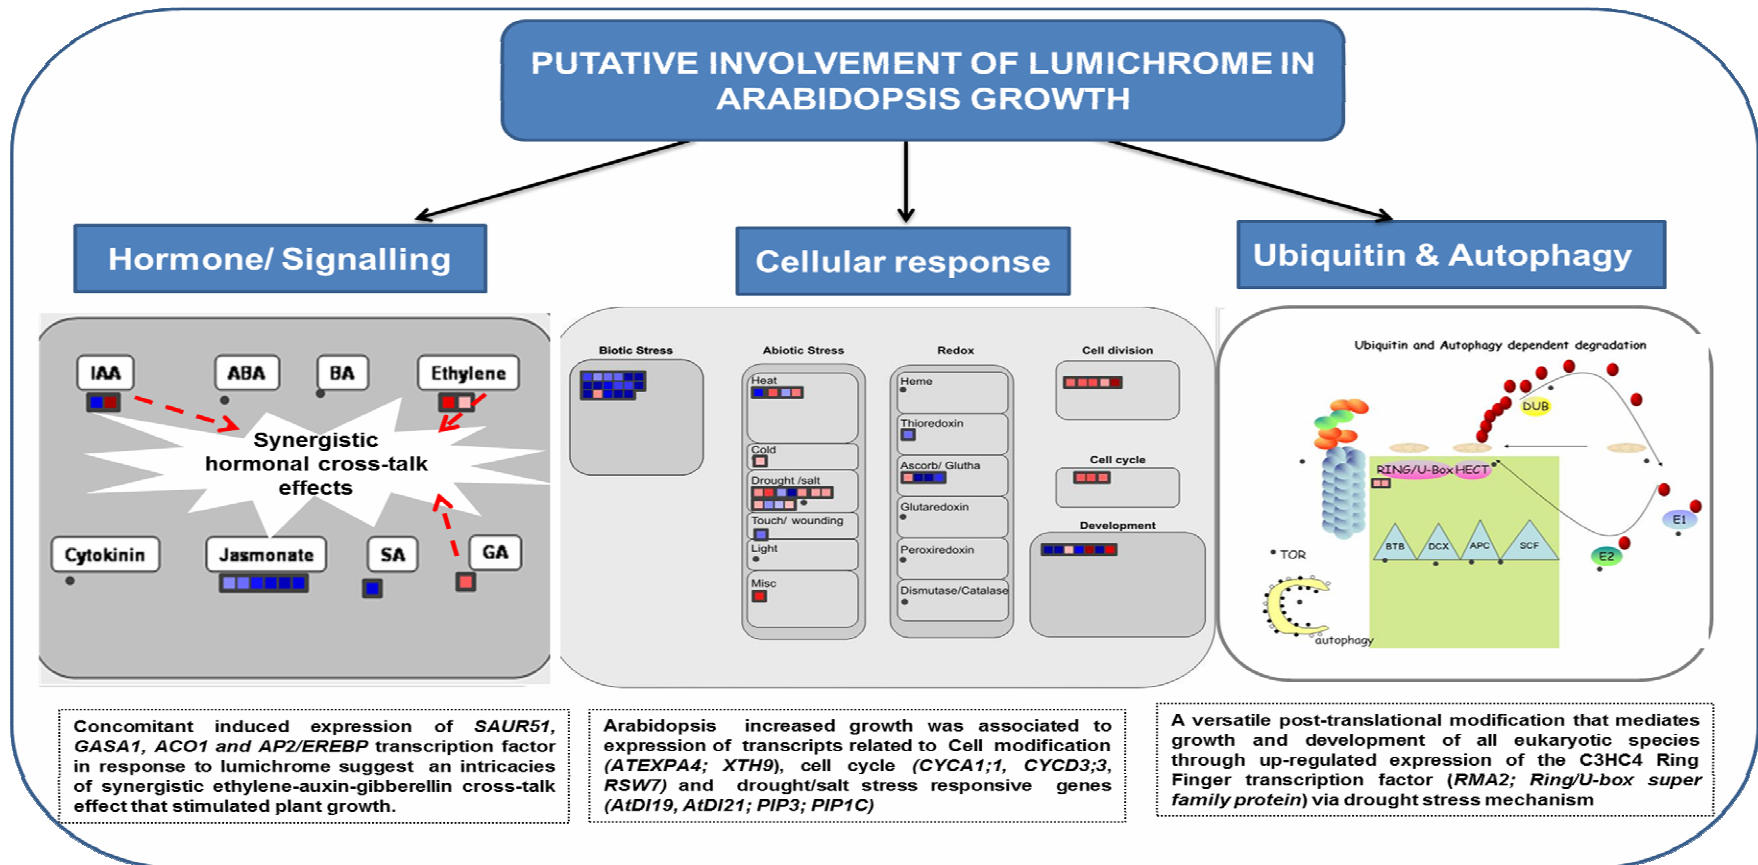 PUTATIVE INVOLVEMENT OF LUMICHROME IN
ARABIDOPSIS GROWTH
Hormone/ Signalling
IAA
ABA
BA
Ethylene
Synergistic
hormonal cross-talk
effects
Cytokinin
Jasmonate
SA
GA
Concomitant induced expression of SAUR51,
GASA1, ACO1 and AP2/EREBP transcription factor
in response to lumichrome suggest an intricacies
of synergistic ethylene-auxin-gibberellin cross-talk
effect that stimulated plant growth.
Cellular response
Biotic Stress
Abiotic Stress
Heat
Cold
Drought /salt
Touch/ wounding
Light
Misc
Redox
Heme
Thioredoxin
Ascorb/ Glutha
Glutaredoxin
Peroxiredoxin
Dismutase/Catalase
Cell division
Cell cycle
Development
Arabidopsis increased growth was associated to
expression of transcripts related to Cell modification
(ATEXPA4; XTH9), cell cycle (CYCA1;1, CYCD3;3,
RSW7) and drought/salt stress responsive genes
(AtDI19, AtDI21; PIP3; PIP1C)
Ubiquitin & Autophagy
Ubiquitin and Autophagy dependent degradation
DUB
RING/U-Box HECT
E1
E2
BTB
DCX
APC
SCF
TOR
autophagy
A versatile post-translational modification that mediates
growth and development of all eukaryotic species
through up-regulated expression of the C3HC4 Ring
Finger transcription factor (RMA2; Ring/U-box super
family protein) via drought stress mechanism